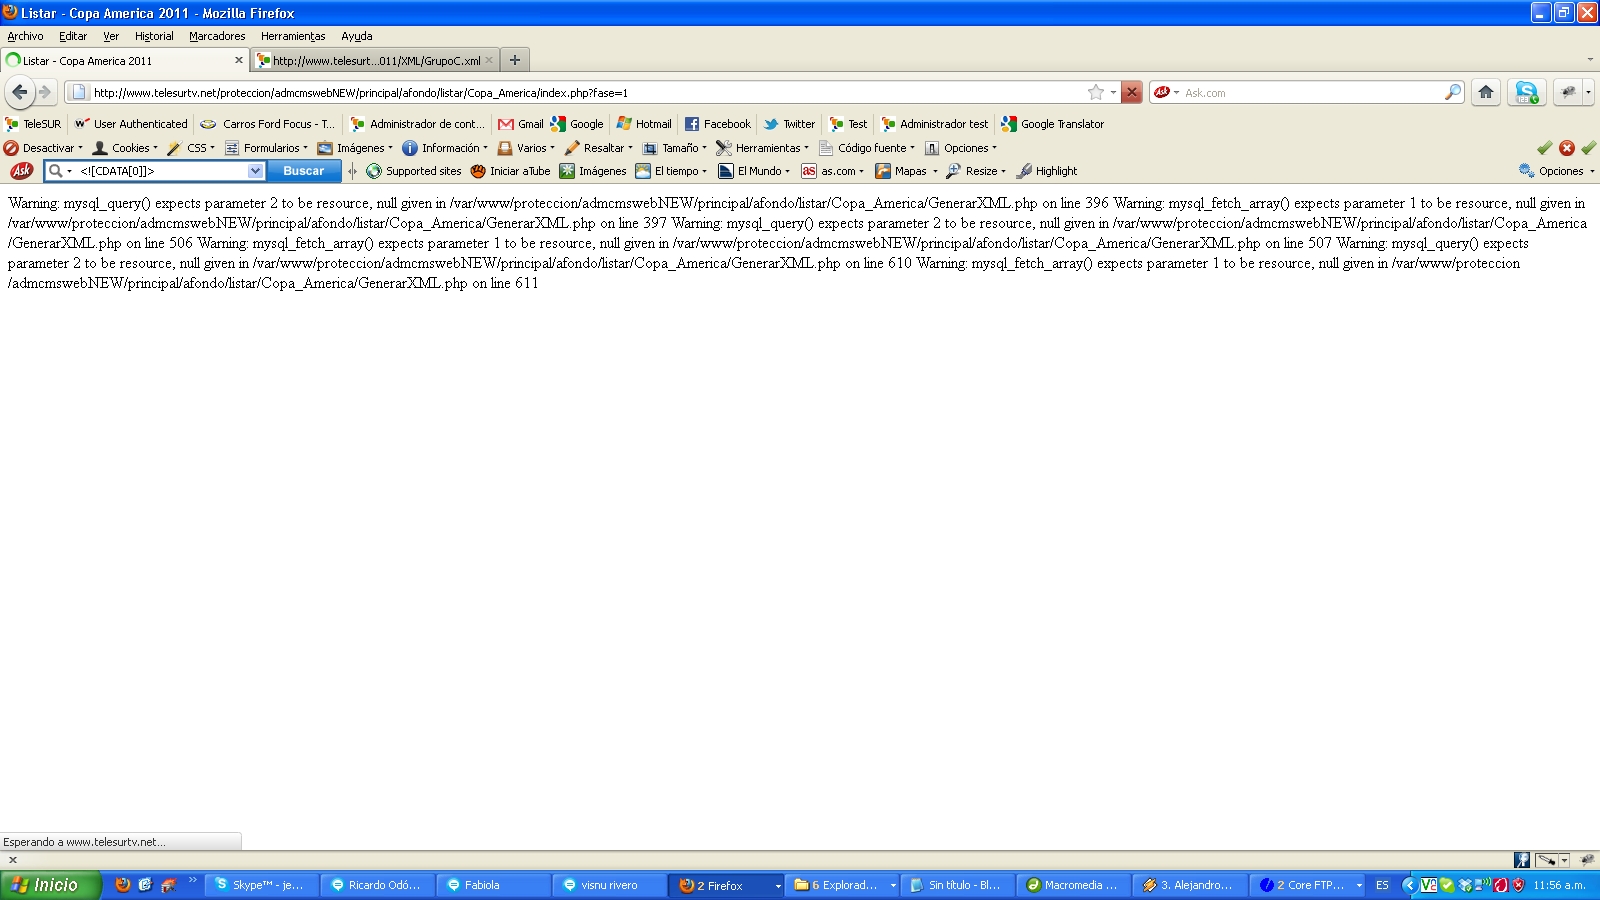 Listar - Copa America 2011 - Mozilla Firefox
Archivo Editar Ver Historial Marcadores Herramientas Ayuda
Listar - Copa America 2011 http://www.telesurt...011/XML/GrupoC.xml
http://www.telesurtv.net/proteccion/admcmswebNEW/principal/afondo/listar/Copa_America/index.php?fase=1 Ask Ask.com
TeleSUR User Authenticated Carros Ford Focus - T... Administrador de cont... Gmail Google Hotmail Facebook Twitter Test Administrador test Google Translator
Desactivar Cookies CSS Formularios Imágenes Información Varios Resaltar Tamaño Herramientas Código fuente Opciones
Ask <![CDATA[0]]> Buscar Supported sites Iniciar aTube Imágenes El tiempo El Mundo as as.com Mapas Resize Highlight Opciones
Warning: mysql_query() expects parameter 2 to be resource, null given in /var/www/proteccion/admcmswebNEW/principal/afondo/listar/Copa_America/GenerarXML.php on line 396 Warning: mysql_fetch_array() expects parameter 1 to be resource, null given in
/var/www/proteccion/admcmswebNEW/principal/afondo/listar/Copa_America/GenerarXML.php on line 397 Warning: mysql_query() expects parameter 2 to be resource, null given in /var/www/proteccion/admcmswebNEW/principal/afondo/listar/Copa_America
/GenerarXML.php on line 506 Warning: mysql_fetch_array() expects parameter 1 to be resource, null given in /var/www/proteccion/admcmswebNEW/principal/afondo/listar/Copa_America/GenerarXML.php on line 507 Warning: mysql_query() expects
parameter 2 to be resource, null given in /var/www/proteccion/admcmswebNEW/principal/afondo/listar/Copa_America/GenerarXML.php on line 610 Warning: mysql_fetch_array() expects parameter 1 to be resource, null given in /var/www/proteccion
/admcmswebNEW/principal/afondo/listar/Copa_America/GenerarXML.php on line 611
Esperando a www.telesurtv.net...
Inicio Skype™ - je... Ricardo Odó... Fabiola visnu rivero 2 Firefox 6 Explorad... Sin título - Bl... Macromedia ... 3. Alejandro... 2 Core FTP... ES 11:56 a.m.